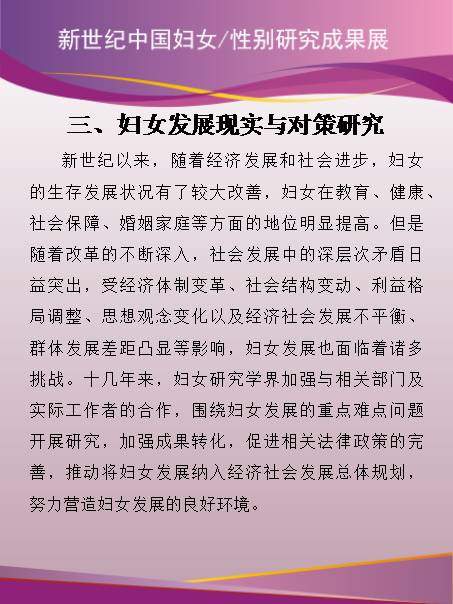 新世纪中国妇女/性别研究成果展
三、妇女发展现实与对策研究
新世纪以来，随着经济发展和社会进步，妇女
的生存发展状况有了较大改善，妇女在教育、健康、
社会保障、婚姻家庭等方面的地位明显提高。但是
随着改革的不断深入，社会发展中的深层次矛盾日
益突出，受经济体制变革、社会结构变动、利益格
局调整、思想观念变化以及经济社会发展不平衡、
群体发展差距凸显等影响，妇女发展也面临着诸多
挑战。十几年来，妇女研究学界加强与相关部门及
实际工作者的合作，围绕妇女发展的重点难点问题
开展研究，加强成果转化，促进相关法律政策的完
善，推动将妇女发展纳入经济社会发展总体规划，
努力营造妇女发展的良好环境。